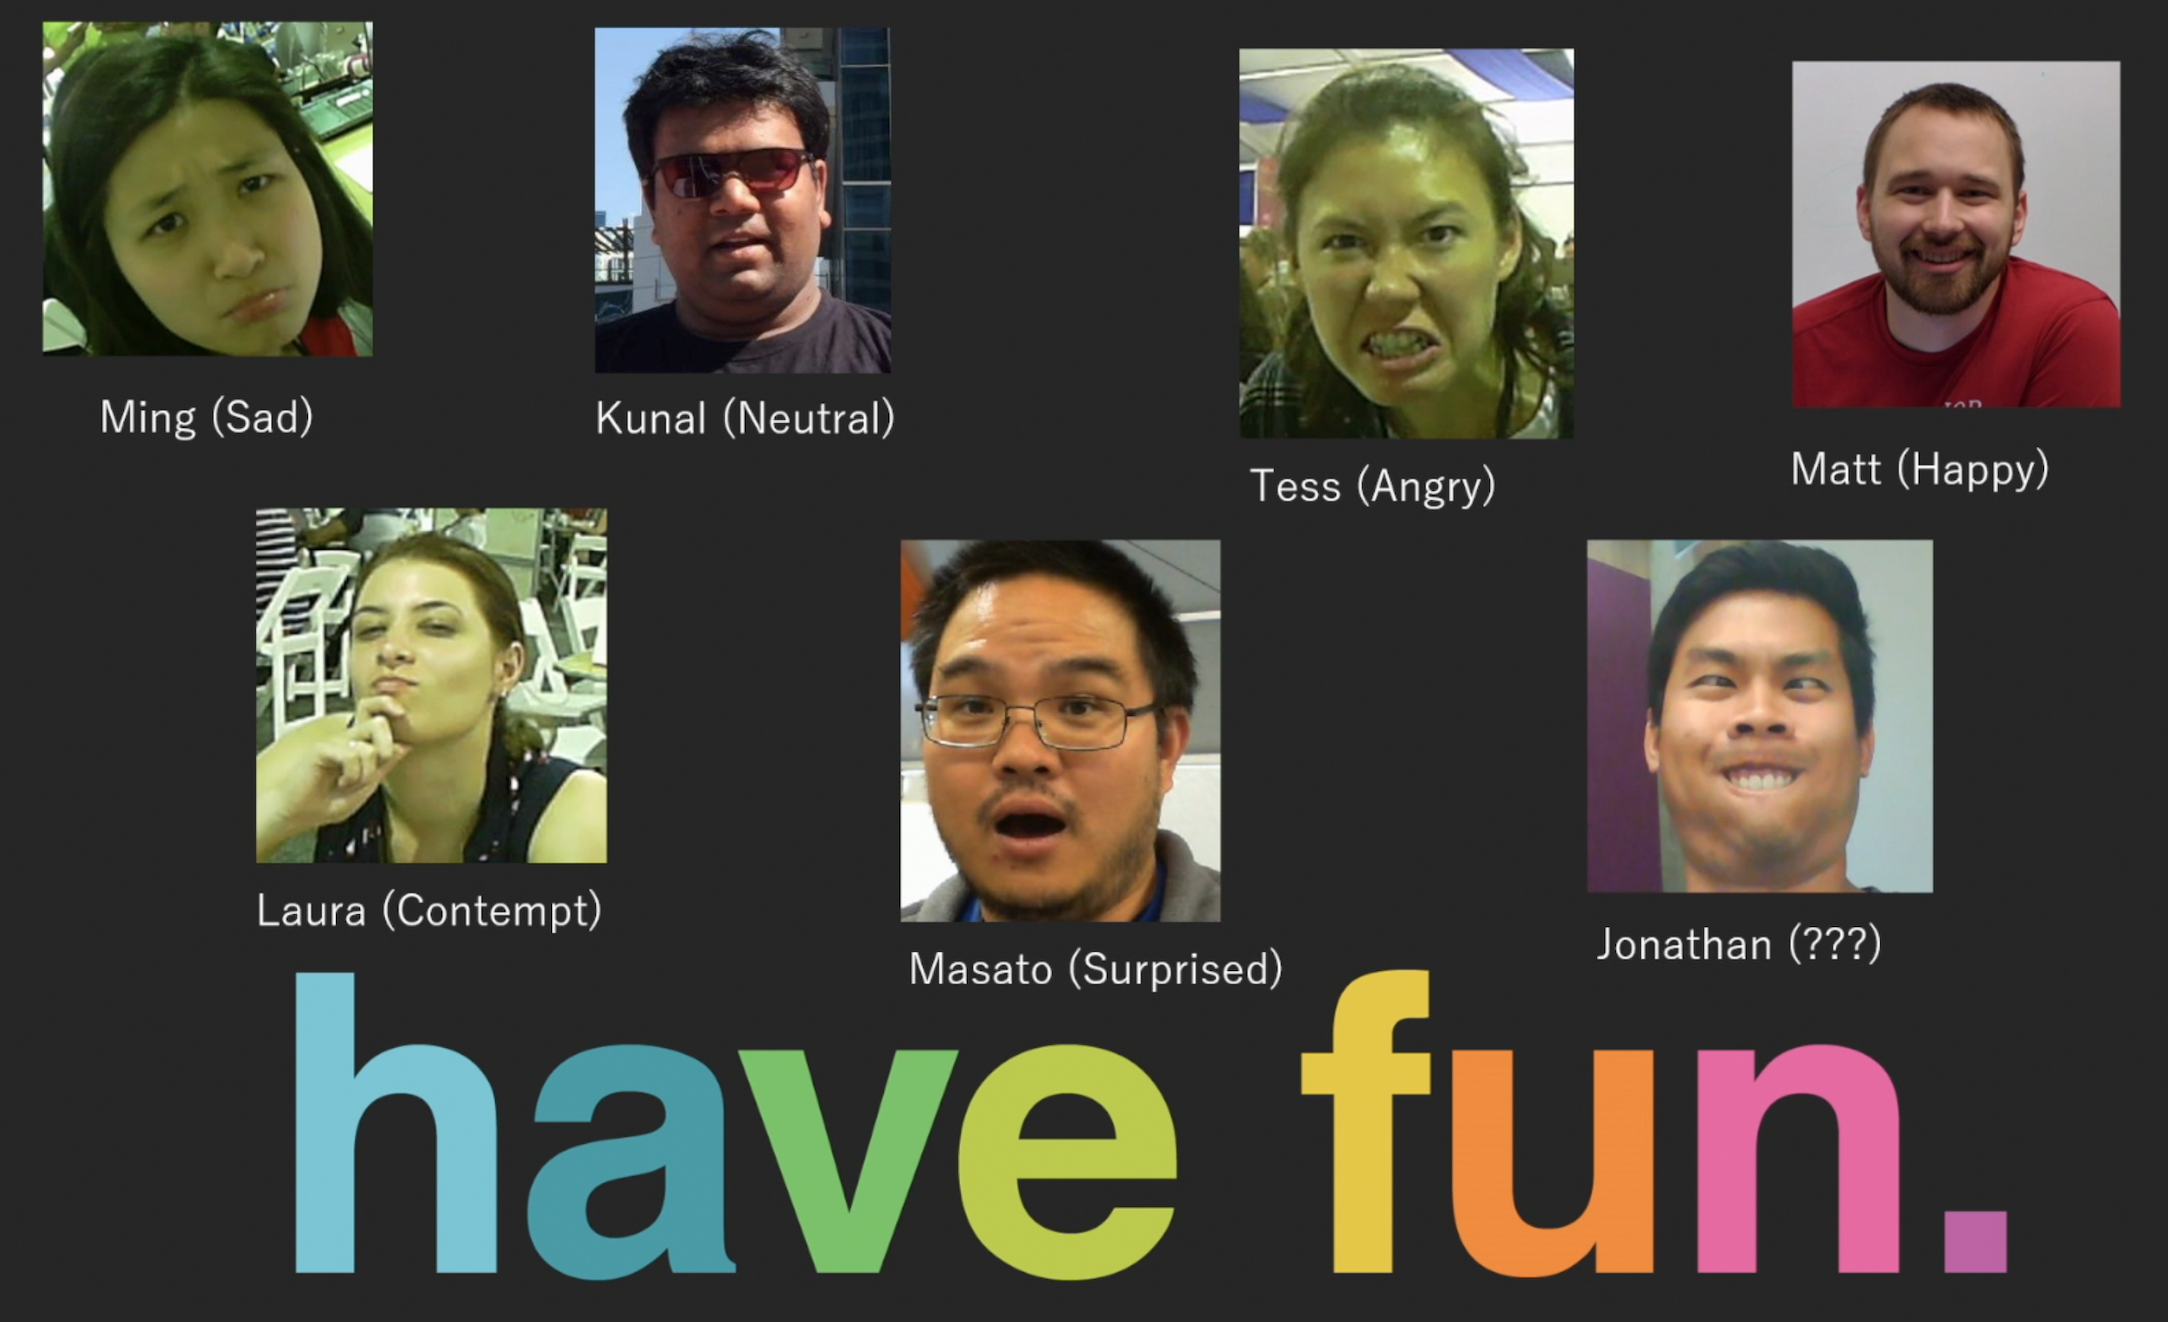 Ming (Sad)
Kunal (Neutral)
Tess (Angry)
Matt (Happy)
Laura (Contempt)
Masato (Surprised)
Jonathan (???)
have fun.